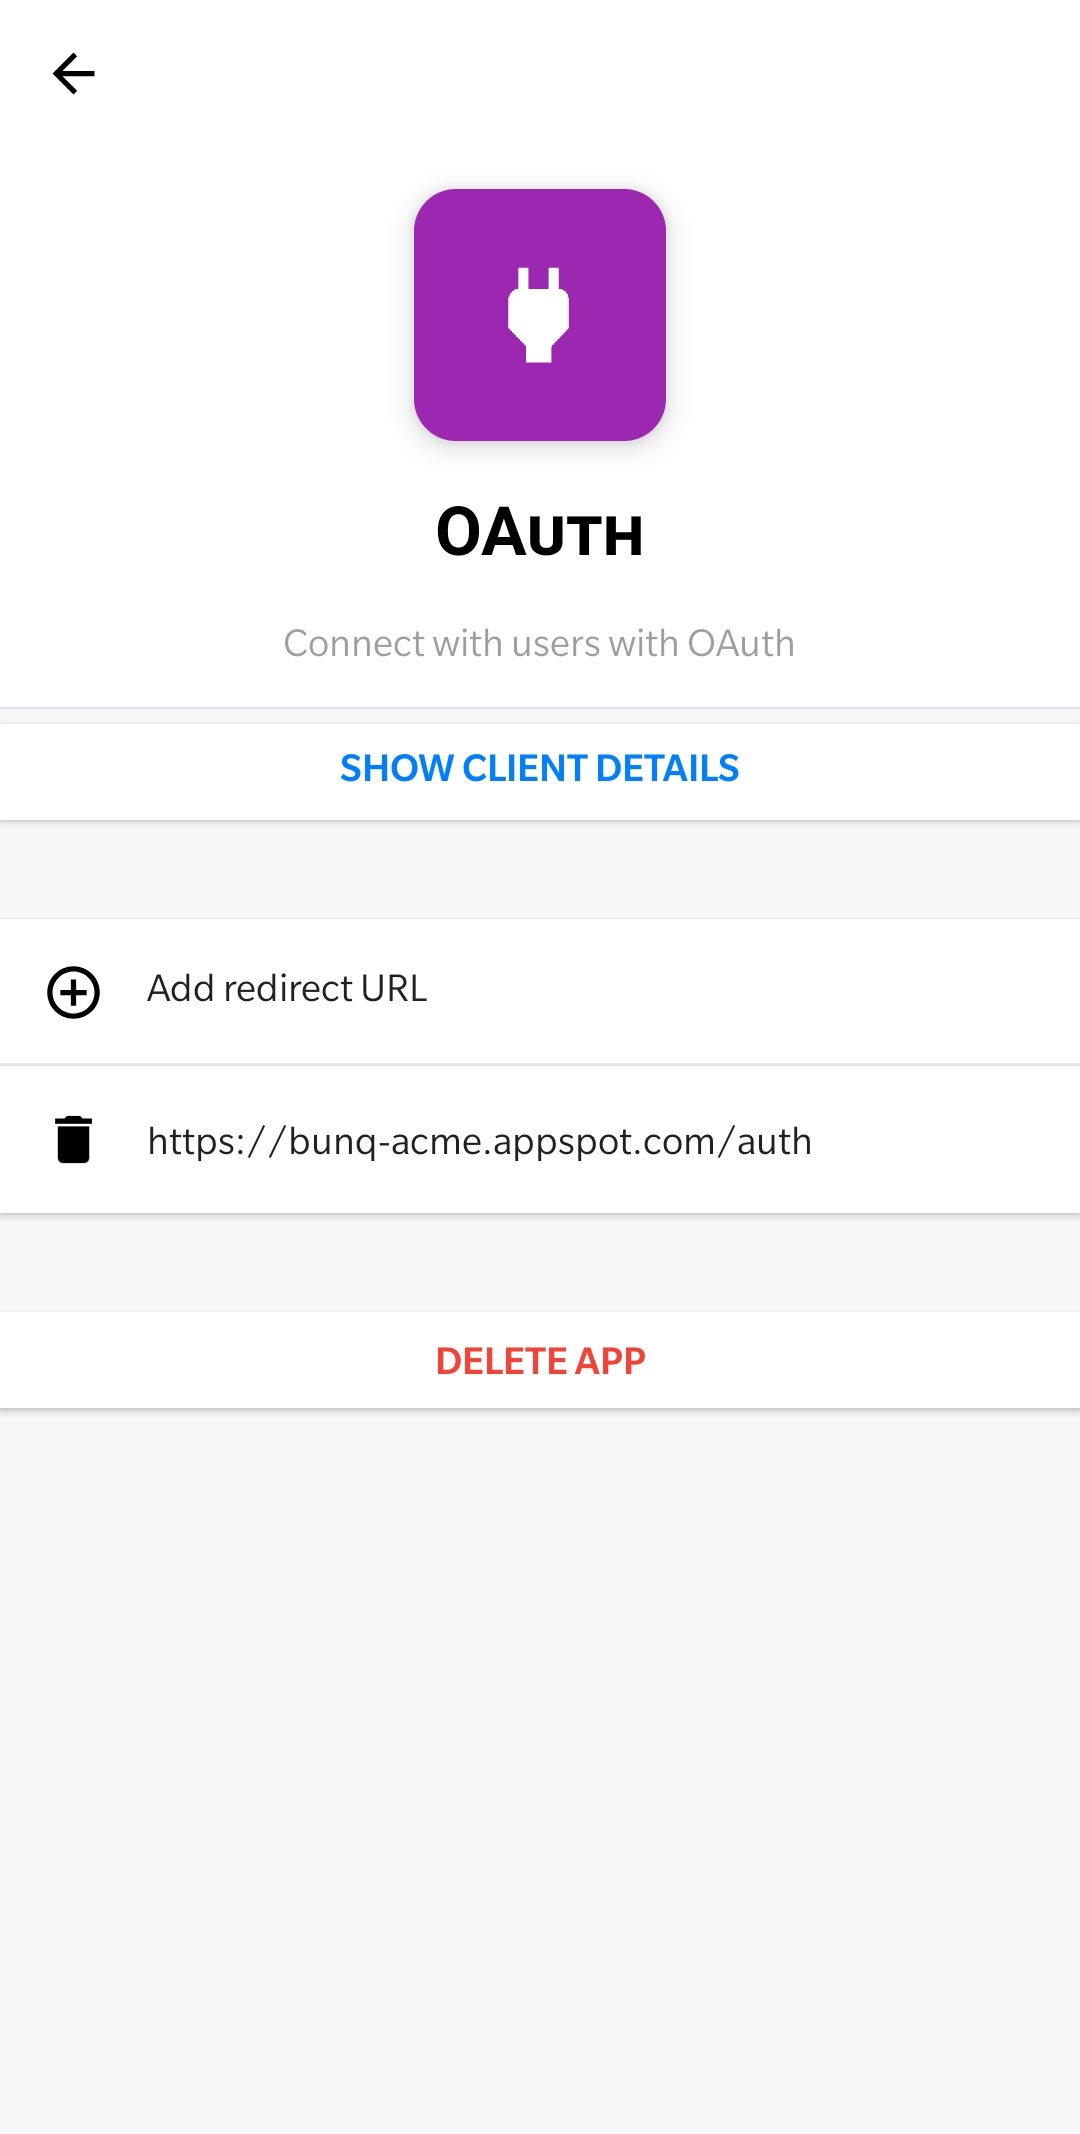 OAUTH
Connect with users with OAuth
SHOW CLIENT DETAILS
Add redirect URL
https://bunq-acme.appspot.com/auth
DELETE APP